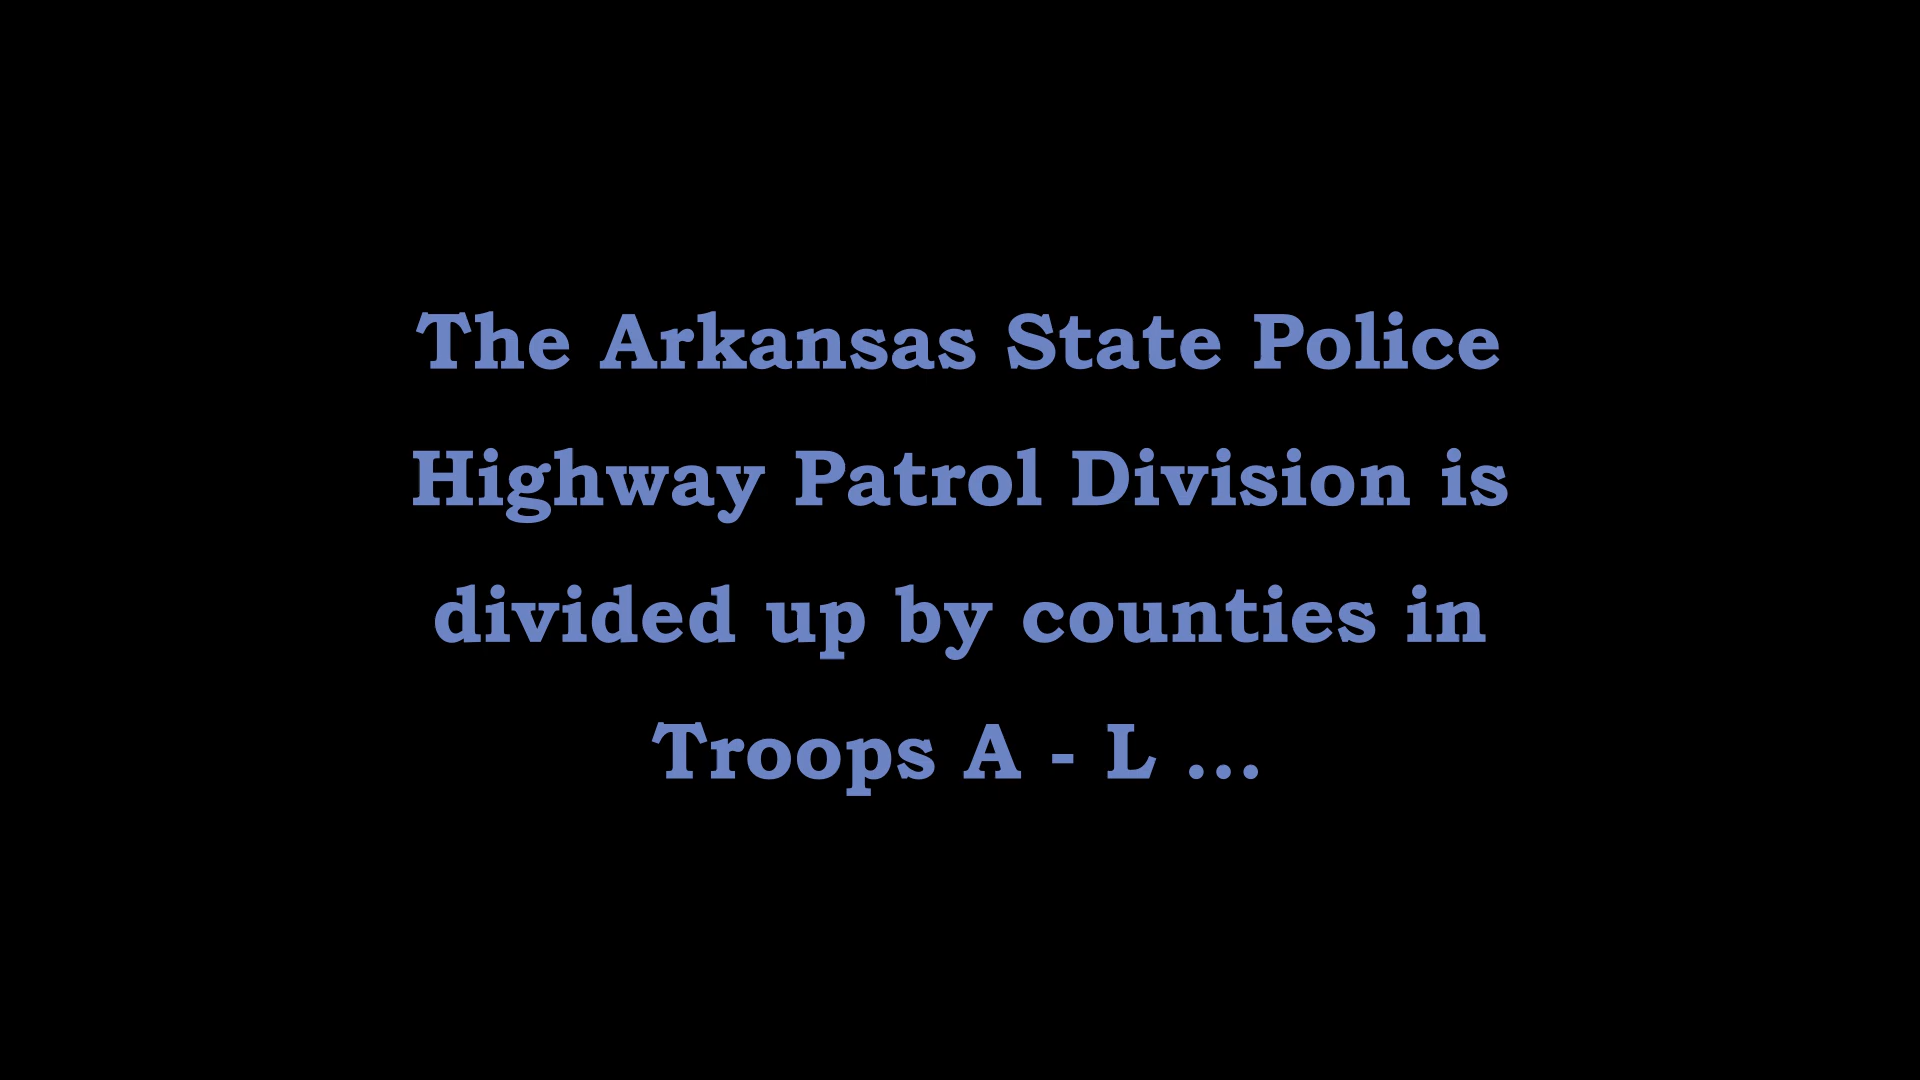 The Arkansas State Police
Highway Patrol Division is
divided up by counties in
Troops A - L ...